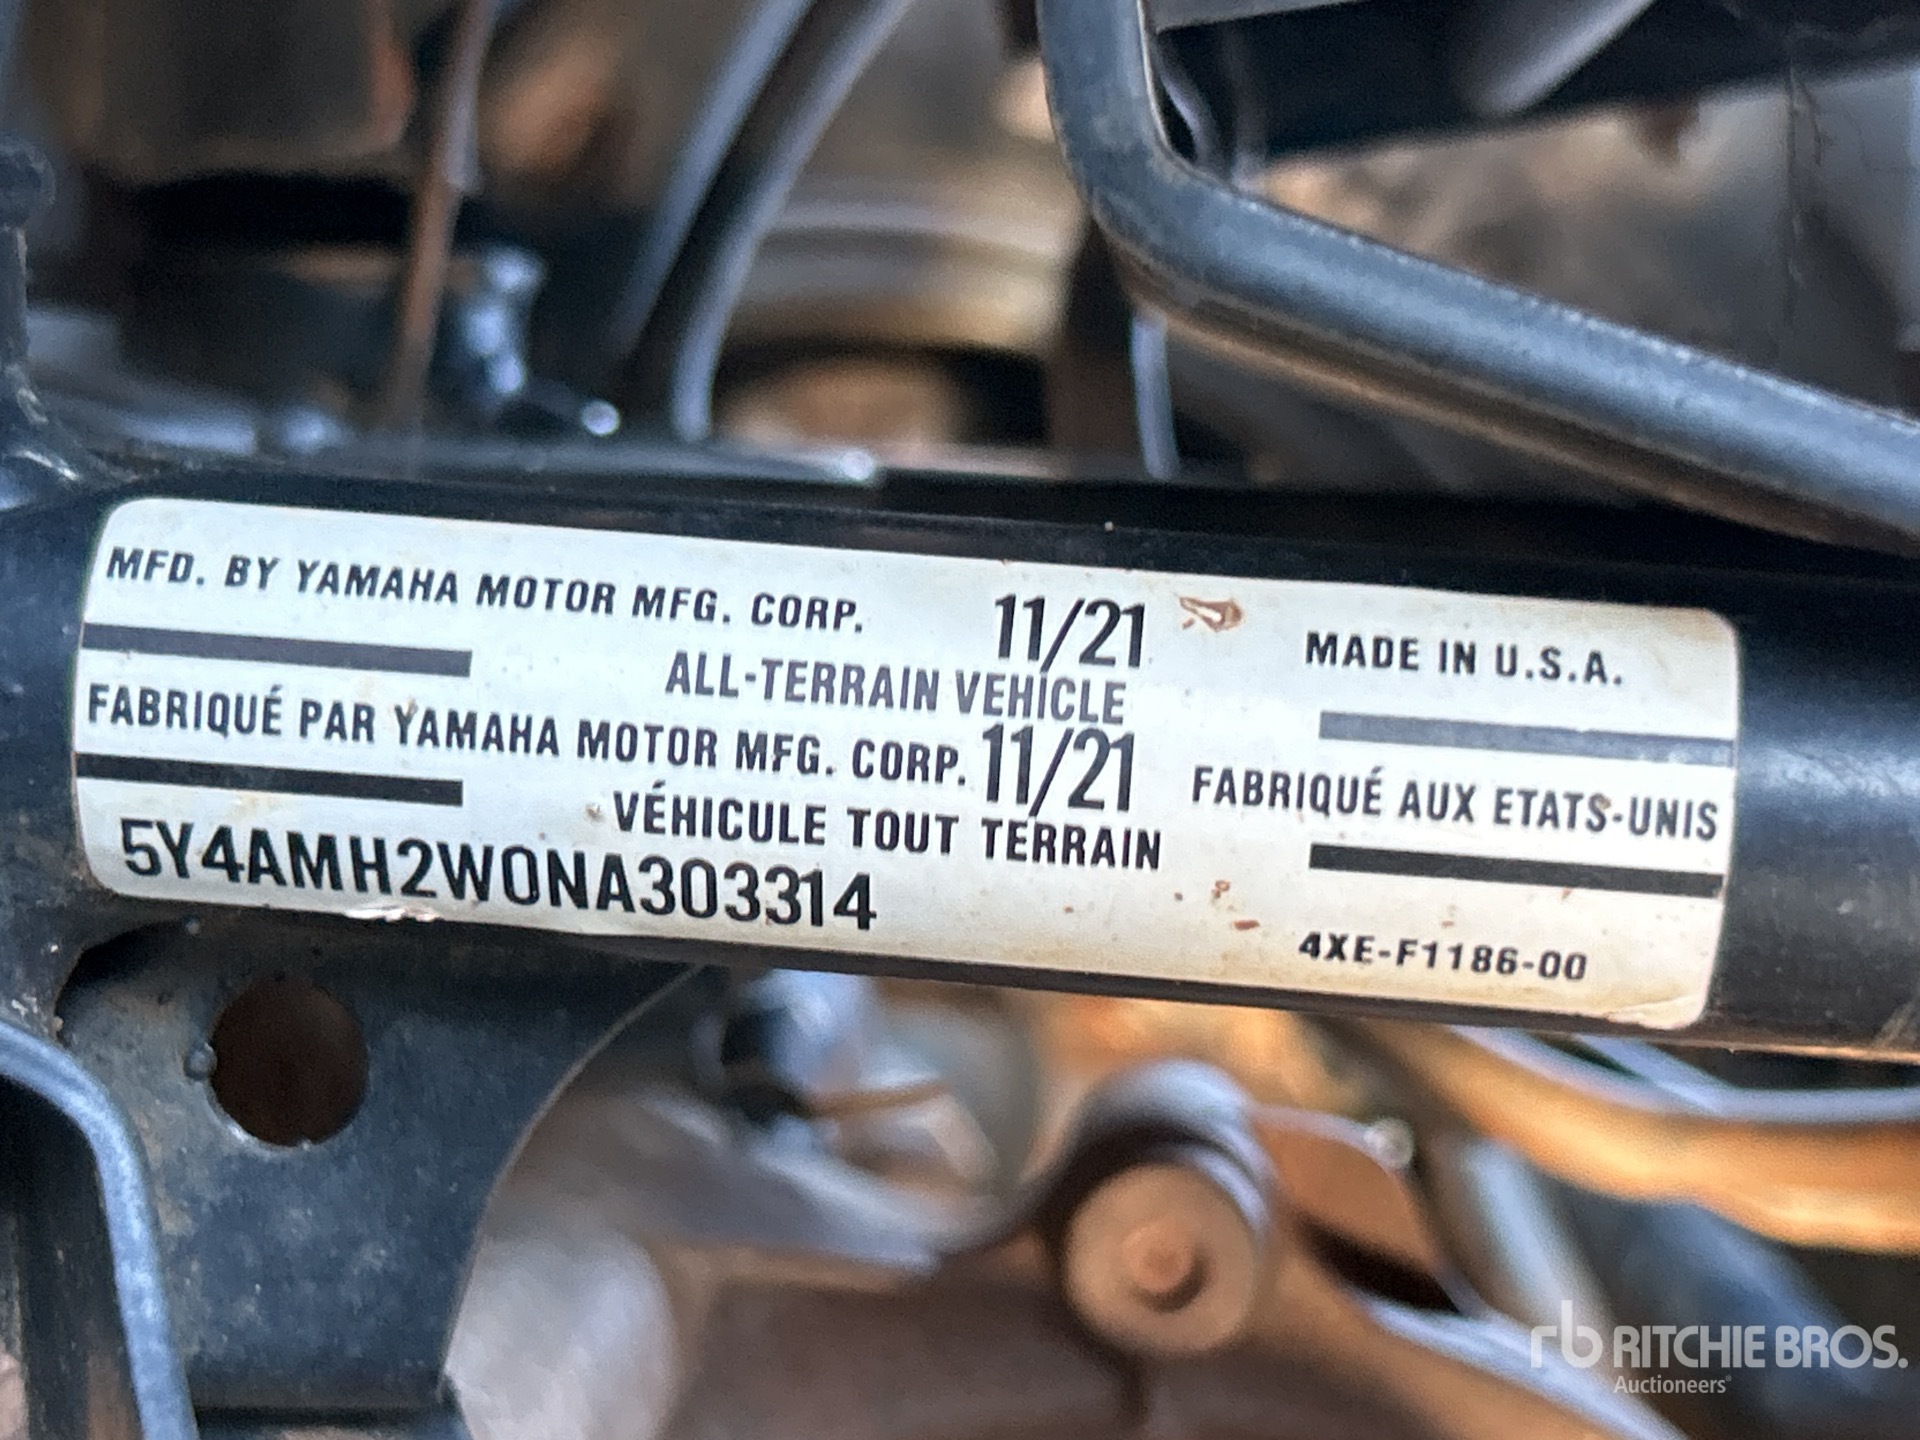 MFD. BY YAMAHA MOTOR MFG. CORP. 11/21
MADE IN U.S.A.
ALL-TERRAIN VEHICLE
FABRIQUÉ PAR YAMAHA MOTOR MFG. CORP. 11/21
FABRIQUÉ AUX ETATS-UNIS
VÉHICULE TOUT TERRAIN
5Y4AMH2W0NA303314
4XE-F1186-00
rb RITCHIE BROS.
Auctioneers®